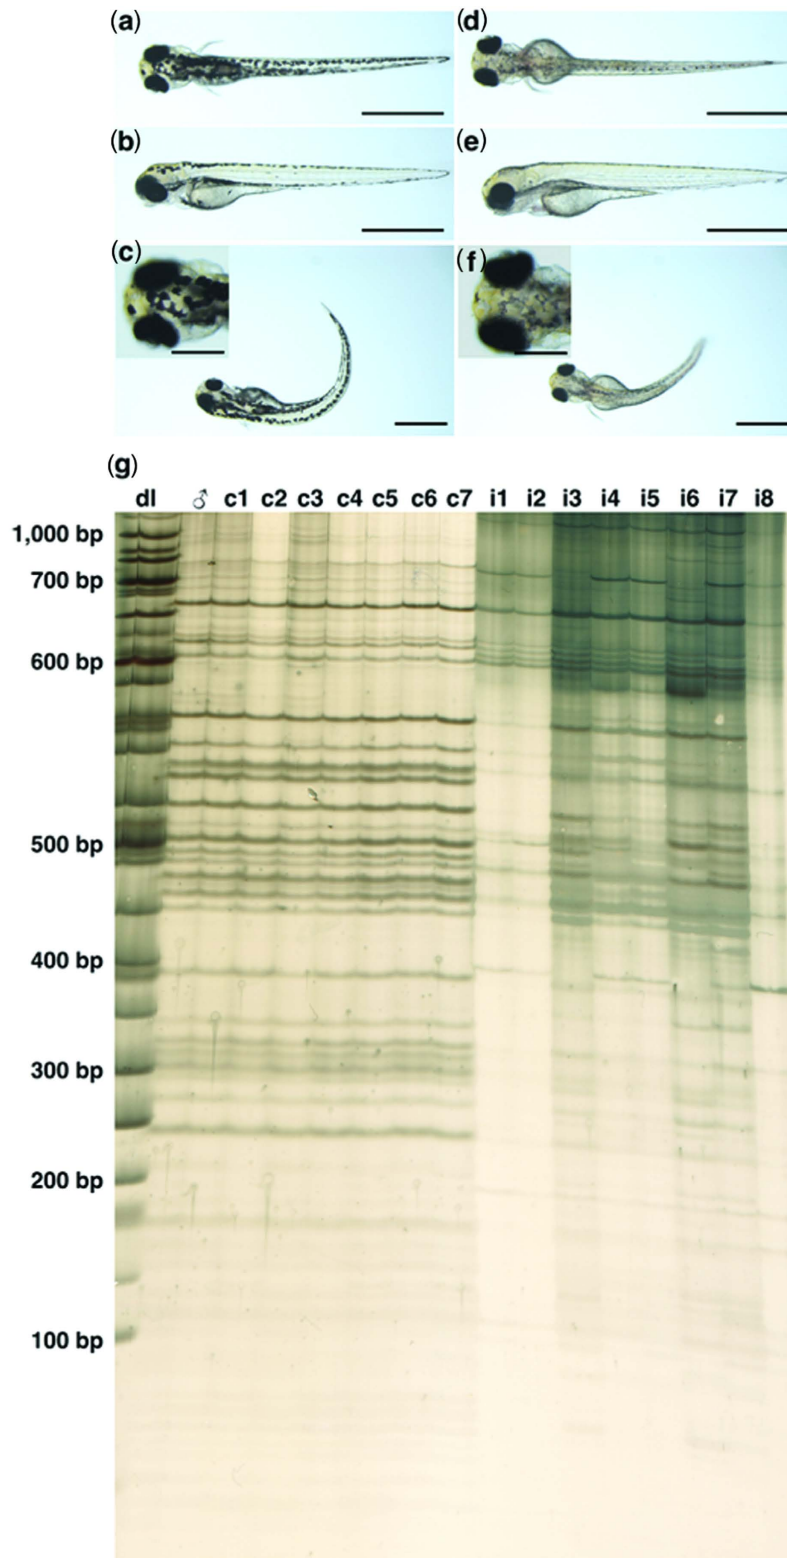 (a) (d)
(b) (e)
(c) (f)
(g)
dl ♂ c1 c2 c3 c4 c5 c6 c7 i1 i2 i3 i4 i5 i6 i7 i8
1,000 bp
700 bp
600 bp
500 bp
400 bp
300 bp
200 bp
100 bp